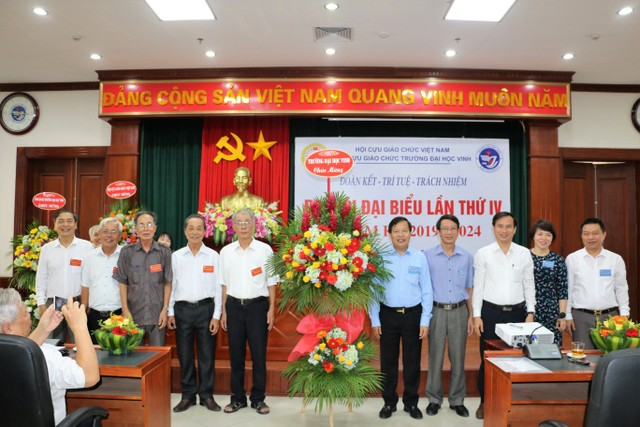 ĐẢNG CỘNG SẢN VIỆT NAM QUANG VINH MUÔN NĂM
HỘI CỰU GIÁO CHỨC VIỆT NAM
ỰU GIÁO CHỨC TRƯỜNG ĐẠI HỌC VINH
TRƯỜNG ĐẠI HỌC VINH
Chúc Mừng
ĐOÀN KẾT - TRÍ TUỆ - TRÁCH NHIỆM
ĐẠI BIỂU LẦN THỨ IV
2019 2024